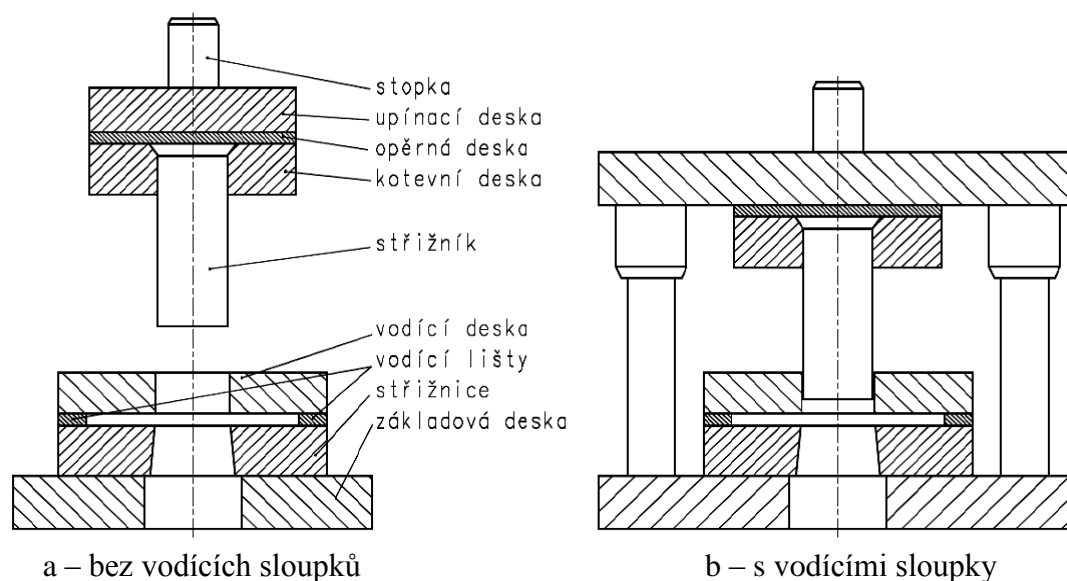 stopka
upínací deska
opěrná deska
kotevní deska
střižník
vodící deska
vodící lišty
střižnice
základová deska
a – bez vodících sloupků
b – s vodícími sloupky